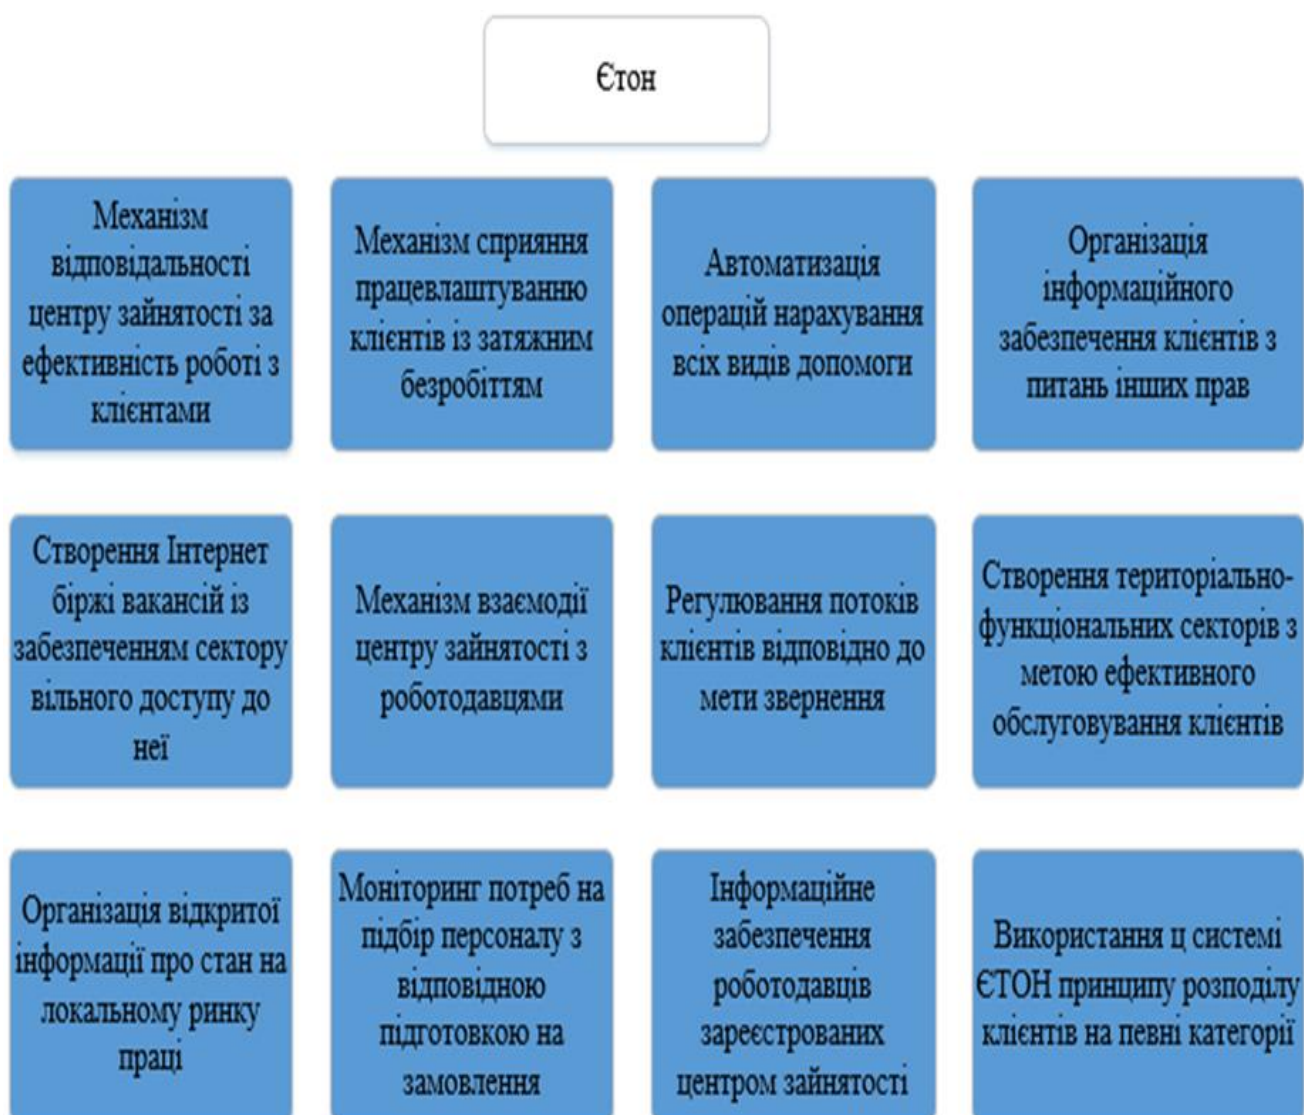 Єтон
Механізм
відповідальності
центру зайнятості за
ефективність роботі з
клієнтами
Механізм сприяння
працевлаштуванню
клієнтів із затяжним
безробіттям
Автоматизація
операцій нарахування
всіх видів допомоги
Організація
інформаційного
забезпечення клієнтів з
питань інших прав
Створення Інтернет
біржі вакансій із
забезпеченням сектору
вільного доступу до
неї
Механізм взаємодії
центру зайнятості з
роботодавцями
Регулювання потоків
клієнтів відповідно до
мети звернення
Створення територіально-
функціональних секторів з
метою ефективного
обслуговування клієнтів
Організація відкритої
інформації про стан на
локальному ринку
праці
Моніторинг потреб на
підбір персоналу з
відповідною
підготовкою на
замовлення
Інформаційне
забезпечення
роботодавців
зареєстрованих
центром зайнятості
Використання ц системі
ЄТОН принципу розподілу
клієнтів на певні категорії